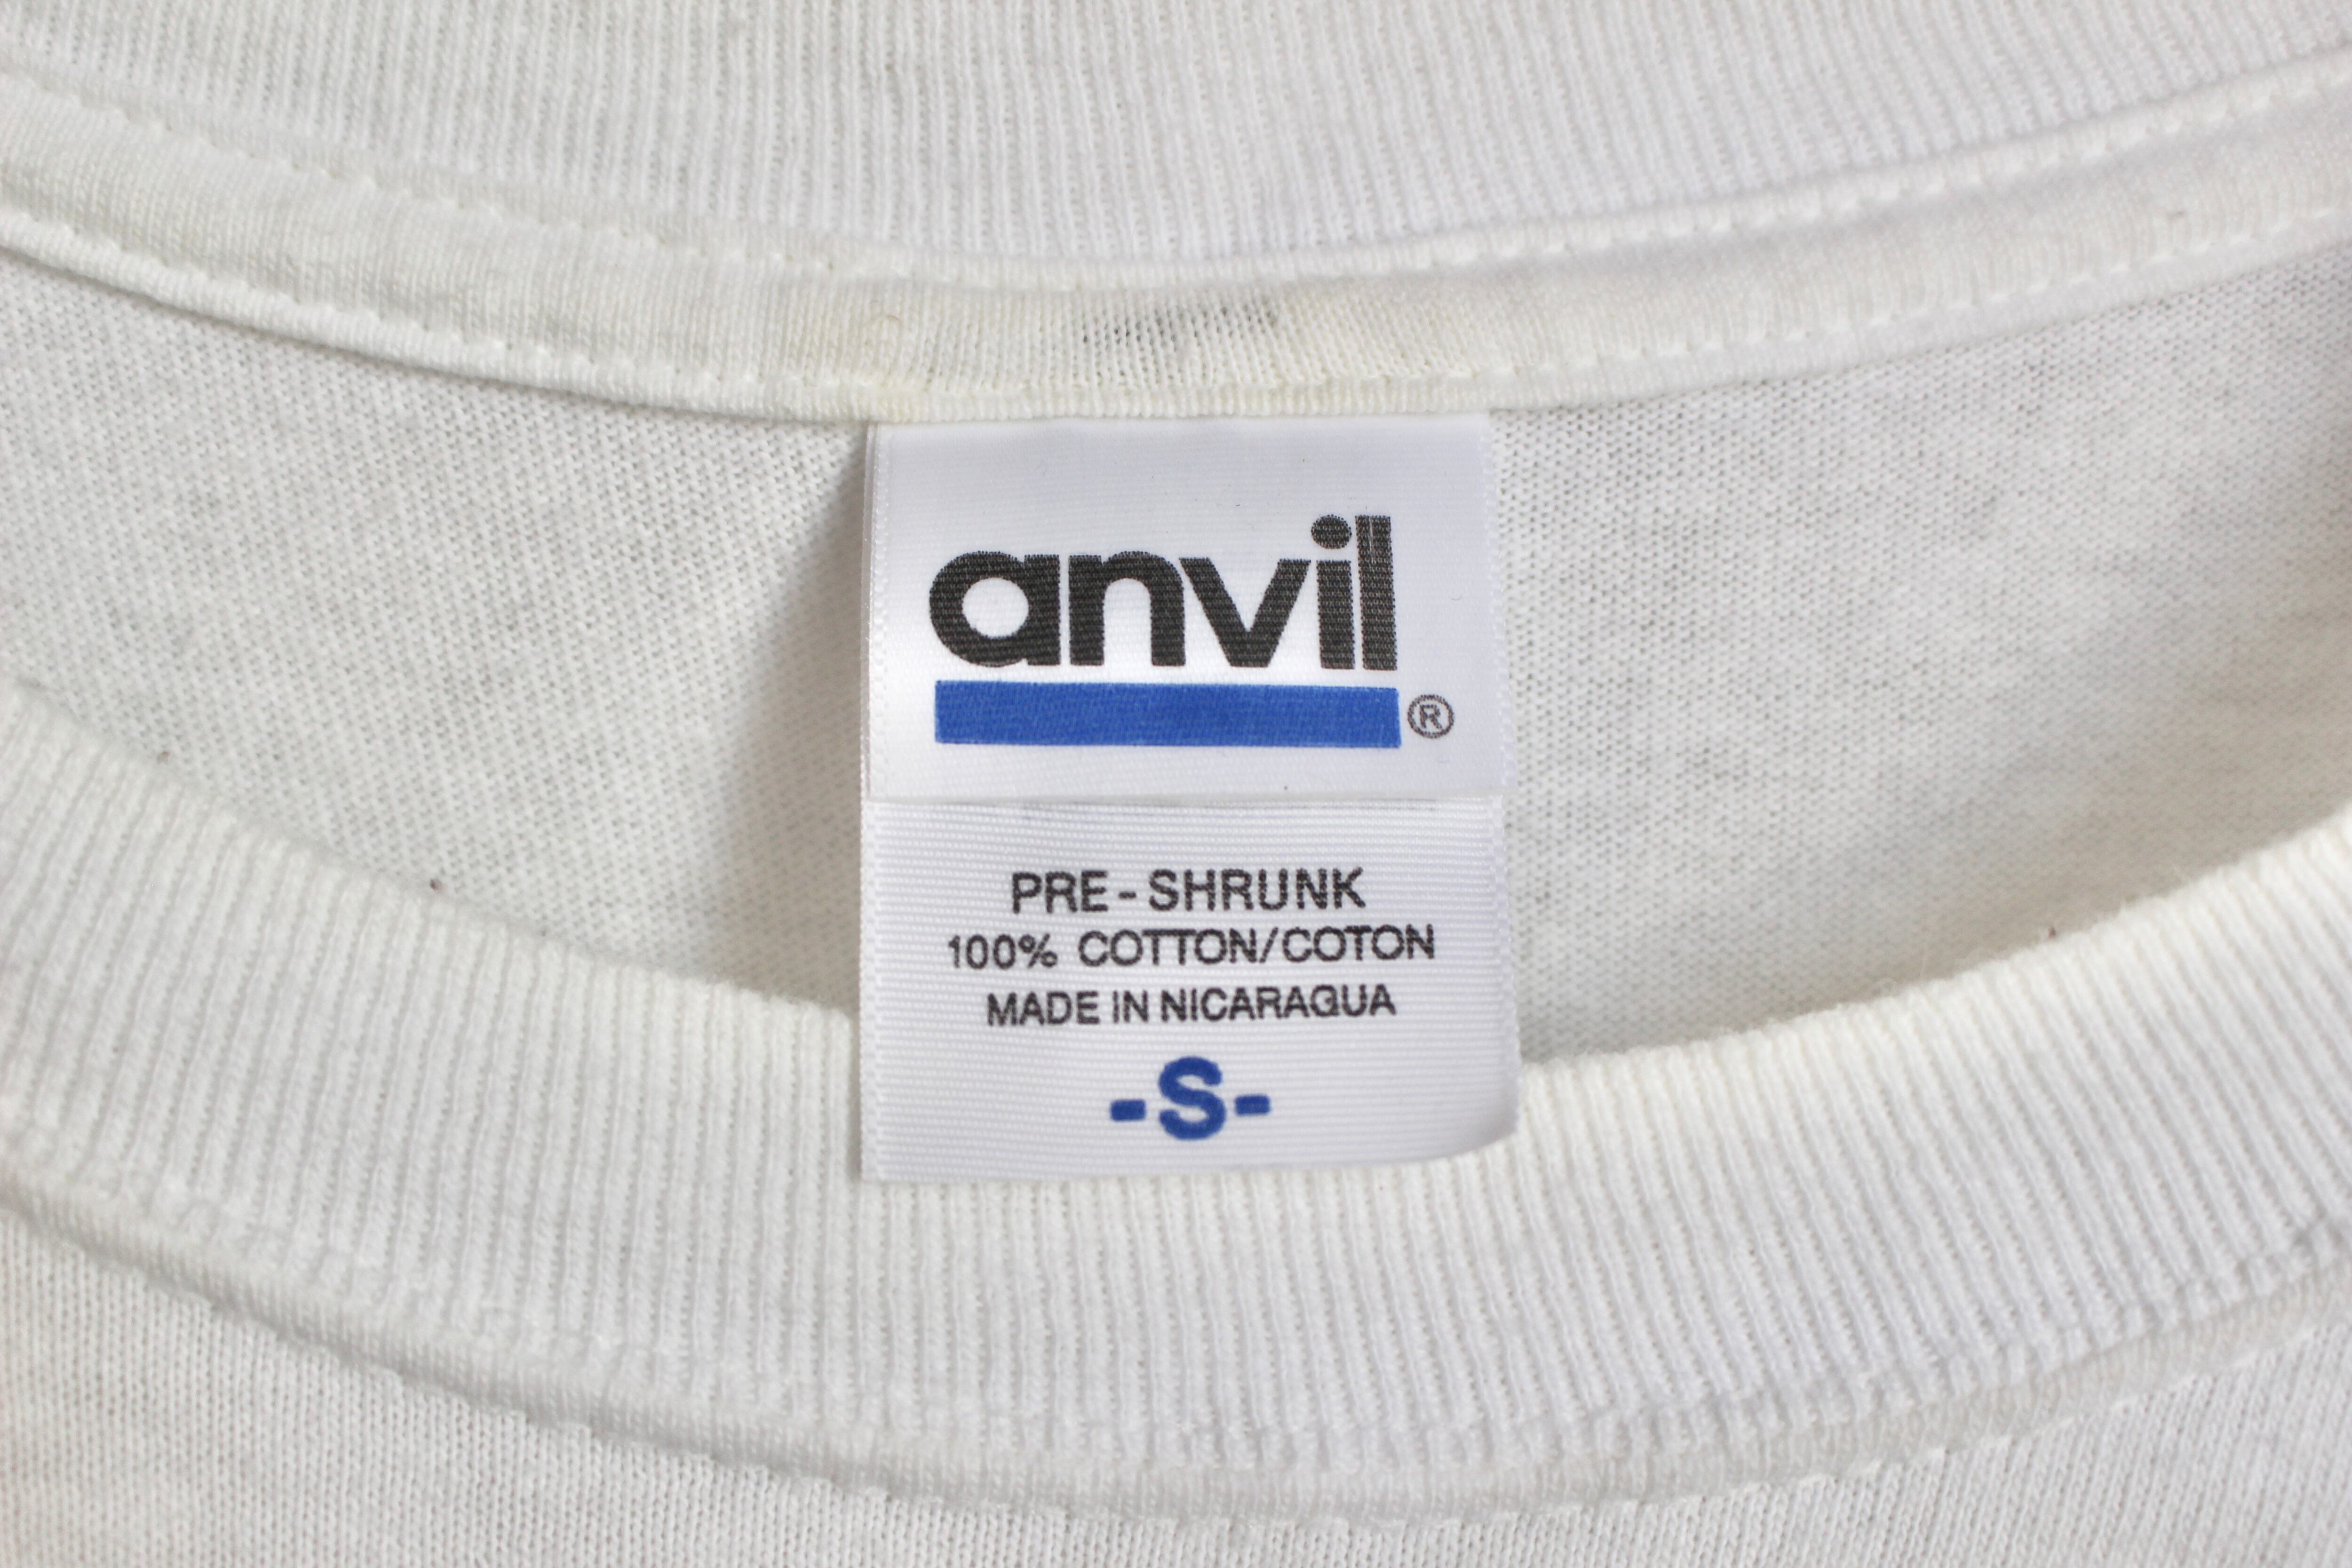 anvil
®
PRE-SHRUNK
100% COTTON/COTON
MADE IN NICARAGUA
-S-